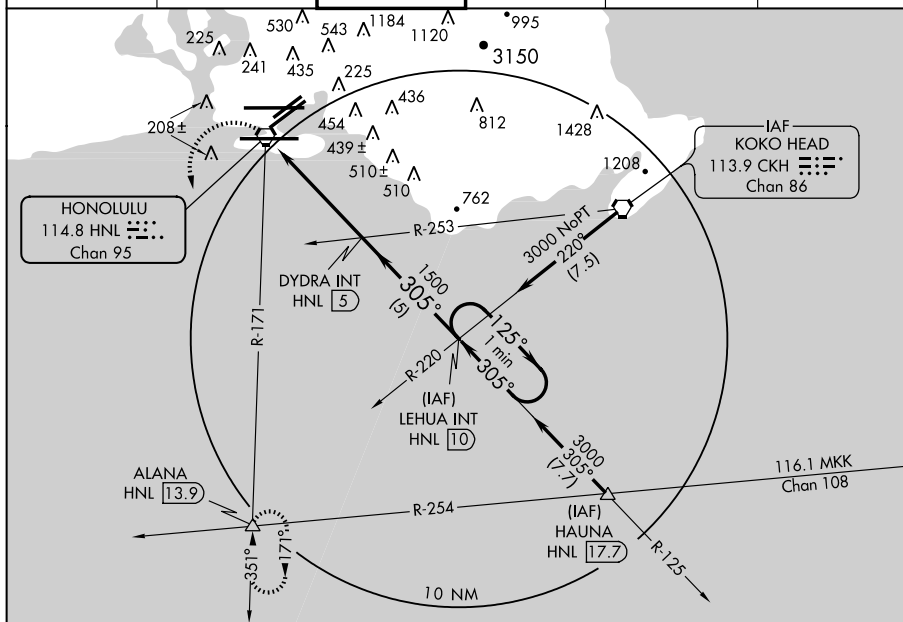 530
543
1184
1120
995
225
241
435
3150
225
454
436
812
1428
208 ±
439 ±
510 ±
510
1208
762
IAF
KOKO HEAD
113.9 CKH
Chan 86
HONOLULU
114.8 HNL
Chan 95
R-253
3000 NoPT
220°
(7.5)
DYDRA INT
HNL 5
1500
305°
(5)
R-171
125°
1 min
305°
R-220
(IAF)
LEHUA INT
HNL 10
3000
305°
(7.7)
116.1 MKK
Chan 108
ALANA
HNL 13.9
R-254
(IAF)
HAUNA
HNL 17.7
R-125
351°
171°
10 NM